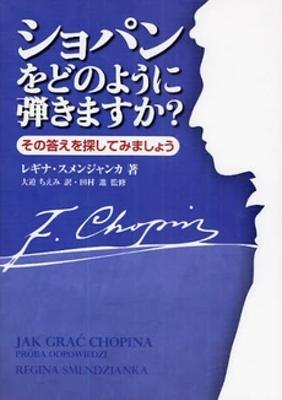 ショパン
をどのように
弾きますか?
その答えを探してみましょう
レギナ・スメンジャンカ 著
大迫 ちえみ 訳・田村 進 監修
F. Chopin
JAK GRAĆ CHOPINA
PRÓBA ODPOWIEDZI
REGINA SMENDZIANKA